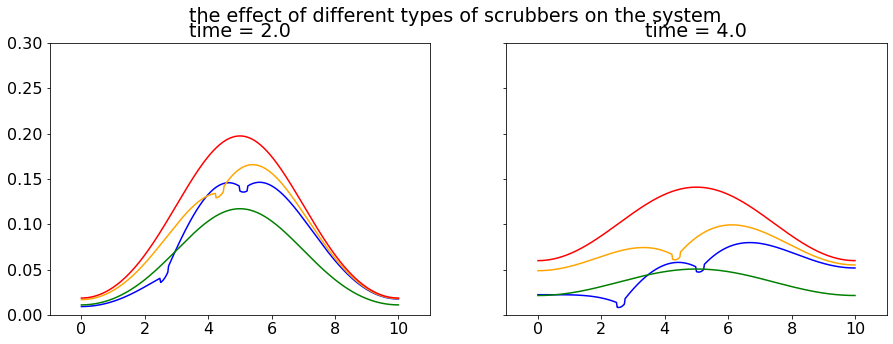 the effect of different types of scrubbers on the system
time = 2.0
time = 4.0
0.30
0.25
0.20
0.15
0.10
0.05
0.00
0 2 4 6 8 10
0 2 4 6 8 10